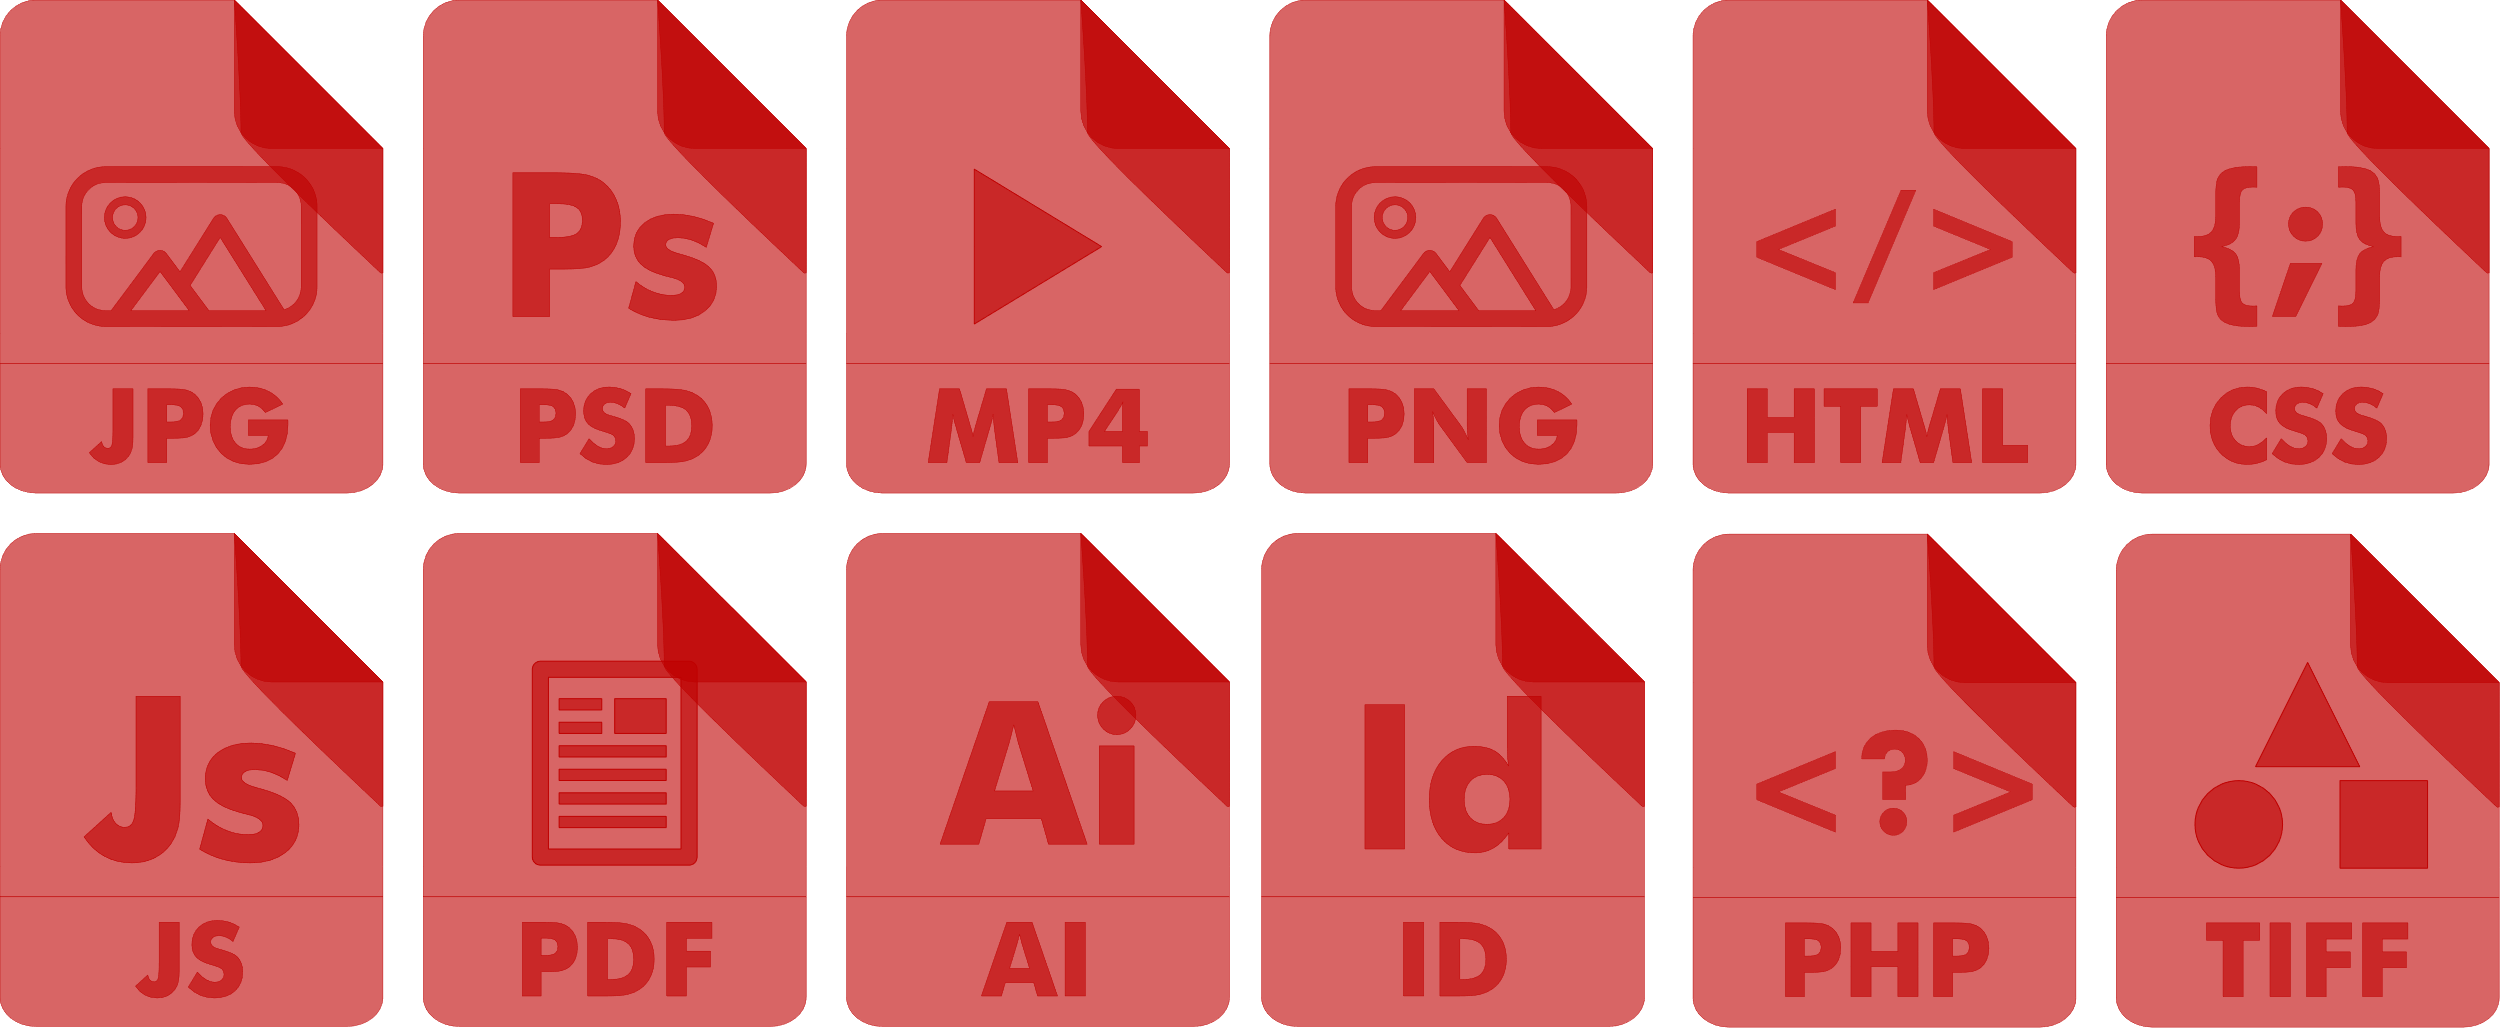 Ps
</>
{;}
JPG
PSD
MP4
PNG
HTML
CSS
Js
Ai
Id
<?>
JS
PDF
AI
ID
PHP
TIFF